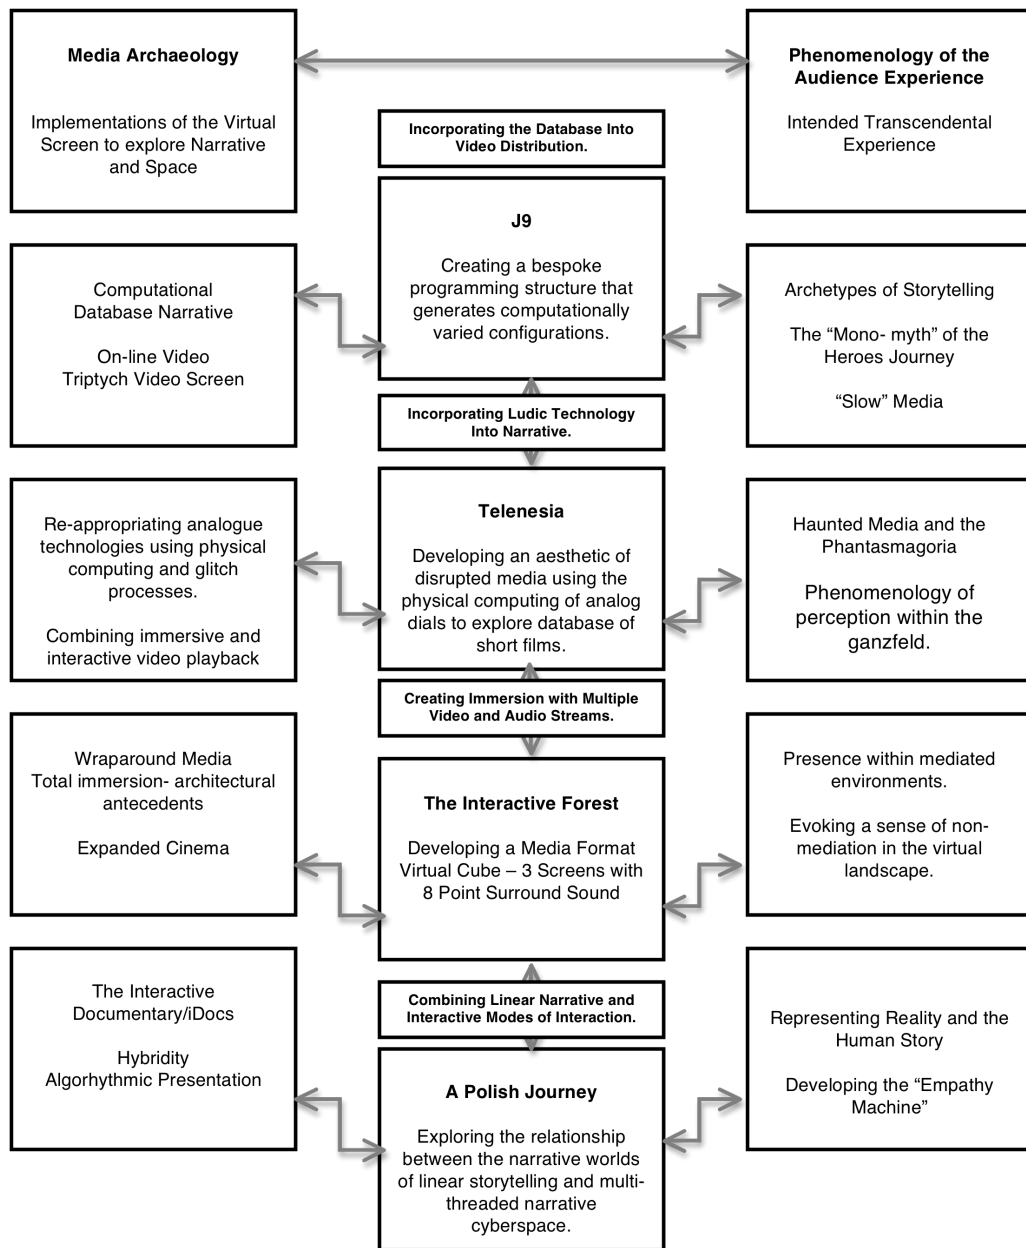 Media Archaeology
Implementations of the Virtual
Screen to explore Narrative
and Space
Phenomenology of the
Audience Experience
Intended Transcendental
Experience
Incorporating the Database Into
Video Distribution.
J9
Creating a bespoke
programming structure that
generates computationally
varied configurations.
Computational
Database Narrative
On-line Video
Triptych Video Screen
Archetypes of Storytelling
The “Mono- myth” of the
Heroes Journey
“Slow” Media
Incorporating Ludic Technology
Into Narrative.
Re-appropriating analogue
technologies using physical
computing and glitch
processes.
Combining immersive and
interactive video playback
Telenesia
Developing an aesthetic of
disrupted media using the
physical computing of analog
dials to explore database of
short films.
Haunted Media and the
Phantasmagoria
Phenomenology of
perception within the
ganzfeld.
Creating Immersion with Multiple
Video and Audio Streams.
Wraparound Media
Total immersion- architectural
antecedents
Expanded Cinema
The Interactive Forest
Developing a Media Format
Virtual Cube – 3 Screens with
8 Point Surround Sound
Presence within mediated
environments.
Evoking a sense of non-
mediation in the virtual
landscape.
Combining Linear Narrative and
Interactive Modes of Interaction.
The Interactive
Documentary/iDocs
Hybridity
Algorhythmic Presentation
A Polish Journey
Exploring the relationship
between the narrative worlds
of linear storytelling and multi-
threaded narrative
cyberspace.
Representing Reality and the
Human Story
Developing the “Empathy
Machine”